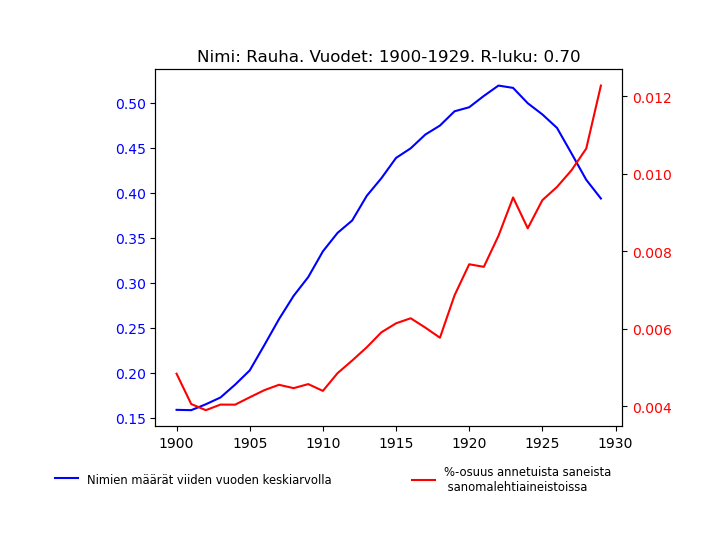 Nimi: Rauha. Vuodet: 1900-1929. R-luku: 0.70
0.50
0.45
0.40
0.35
0.30
0.25
0.20
0.15
0.012
0.010
0.008
0.006
0.004
1900 1905 1910 1915 1920 1925 1930
Nimien määrät viiden vuoden keskiarvolla
%-osuus annetuista saneista
sanomalehtiaineistoissa